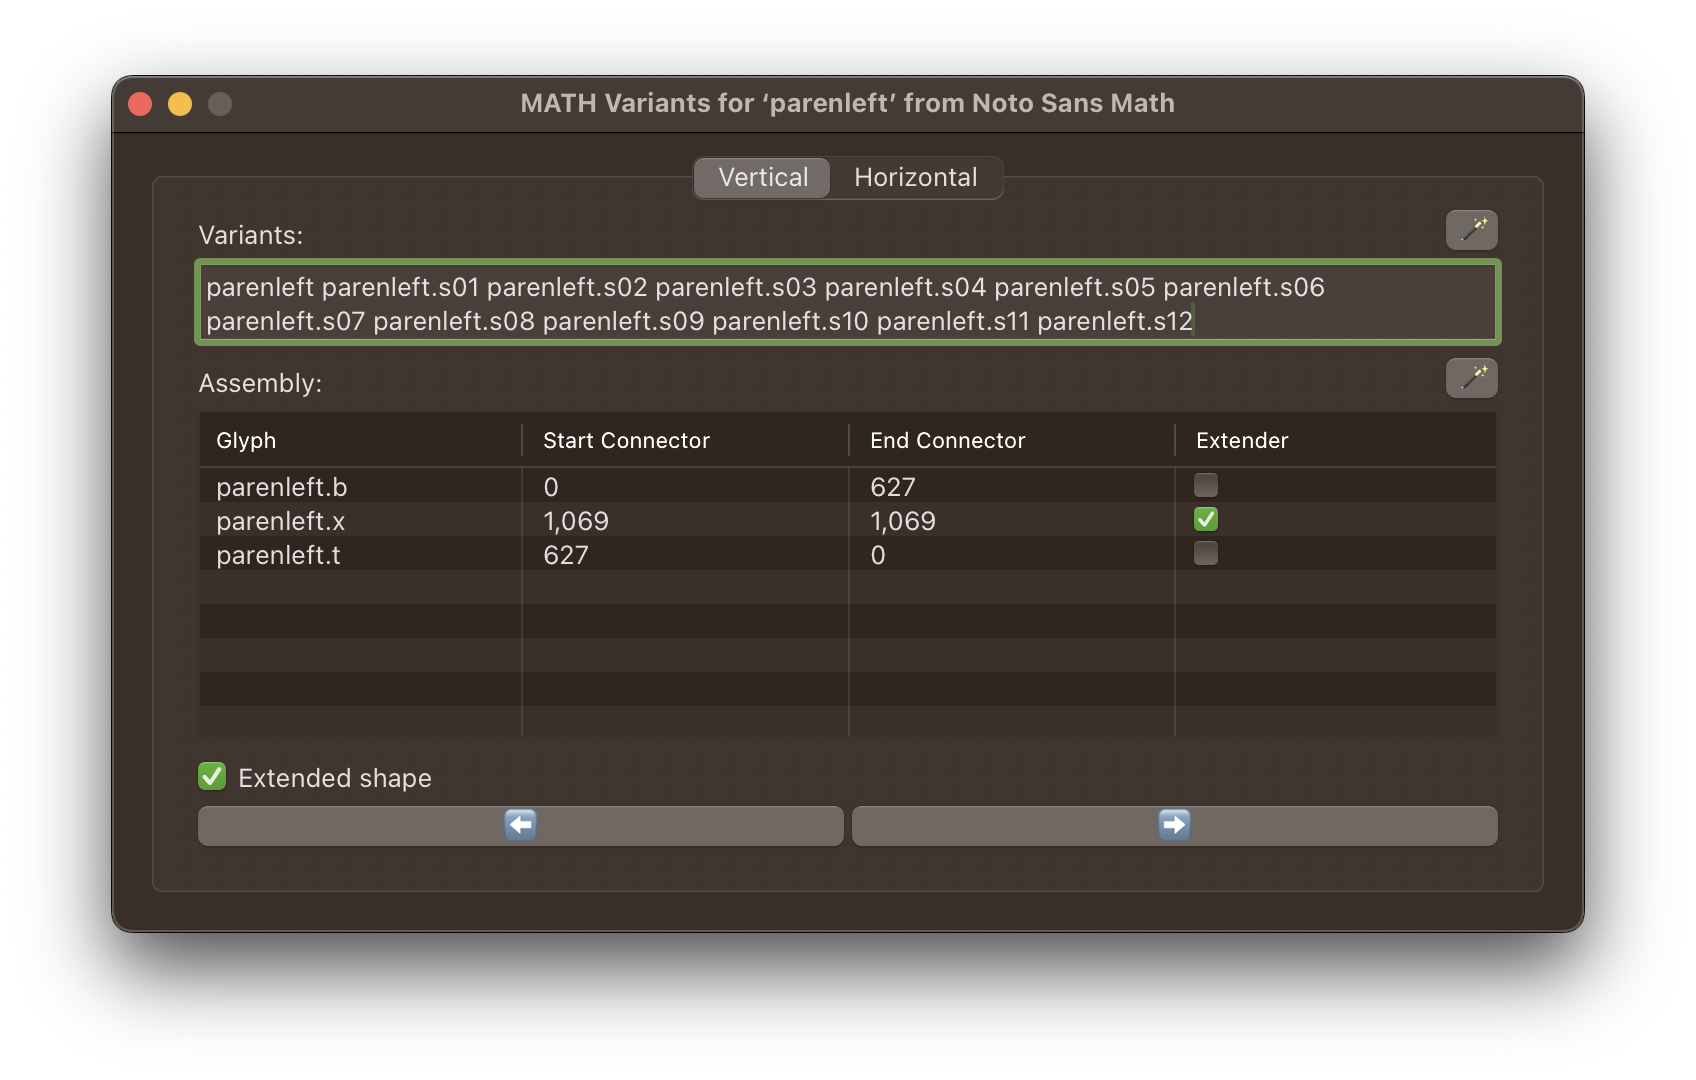 MATH Variants for ‘parenleft’ from Noto Sans Math
Vertical Horizontal
Variants:
parenleft parenleft.s01 parenleft.s02 parenleft.s03 parenleft.s04 parenleft.s05 parenleft.s06
parenleft.s07 parenleft.s08 parenleft.s09 parenleft.s10 parenleft.s11 parenleft.s12
Assembly:
Glyph Start Connector End Connector Extender
parenleft.b 0 627
parenleft.x 1,069 1,069
parenleft.t 627 0
Extended shape